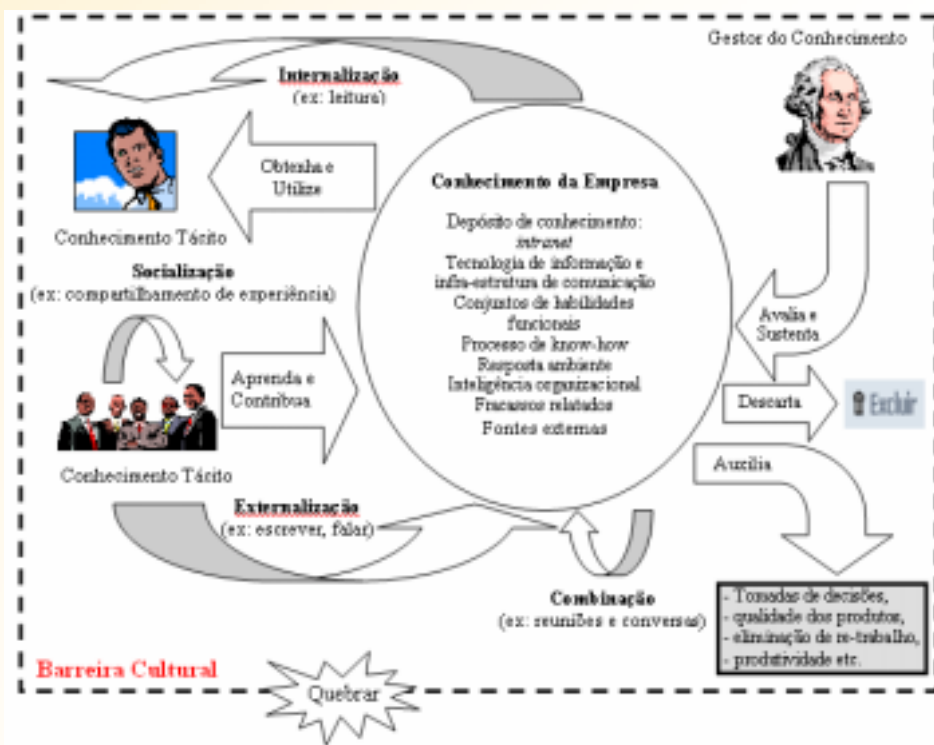 Gestor do Conhecimento
Internalização
(ex: leitura)
Obtenha e
Utilize
Conhecimento Tácito
Socialização
(ex: compartilhamento de experiência)
Aprenda e
Contribua
Conhecimento Tácito
Externalização
(ex: escrever, falar)
Conhecimento da Empresa
Depósito de conhecimento:
intranet
Tecnologia de informação e
infra-estrutura de comunicação
Conjuntos de habilidades
funcionais
Processo de know-how
Resposta ambiente
Inteligência organizacional
Fracassos relatados
Fontes externas
Avalia e
Sustenta
Descarta
Excluir
Auxilia
Combinação
(ex: reuniões e conversas)
- Tomadas de decisões,
- qualidade dos produtos,
- eliminação de re-trabalho,
- produtividade etc.
Barreira Cultural
Quebrar